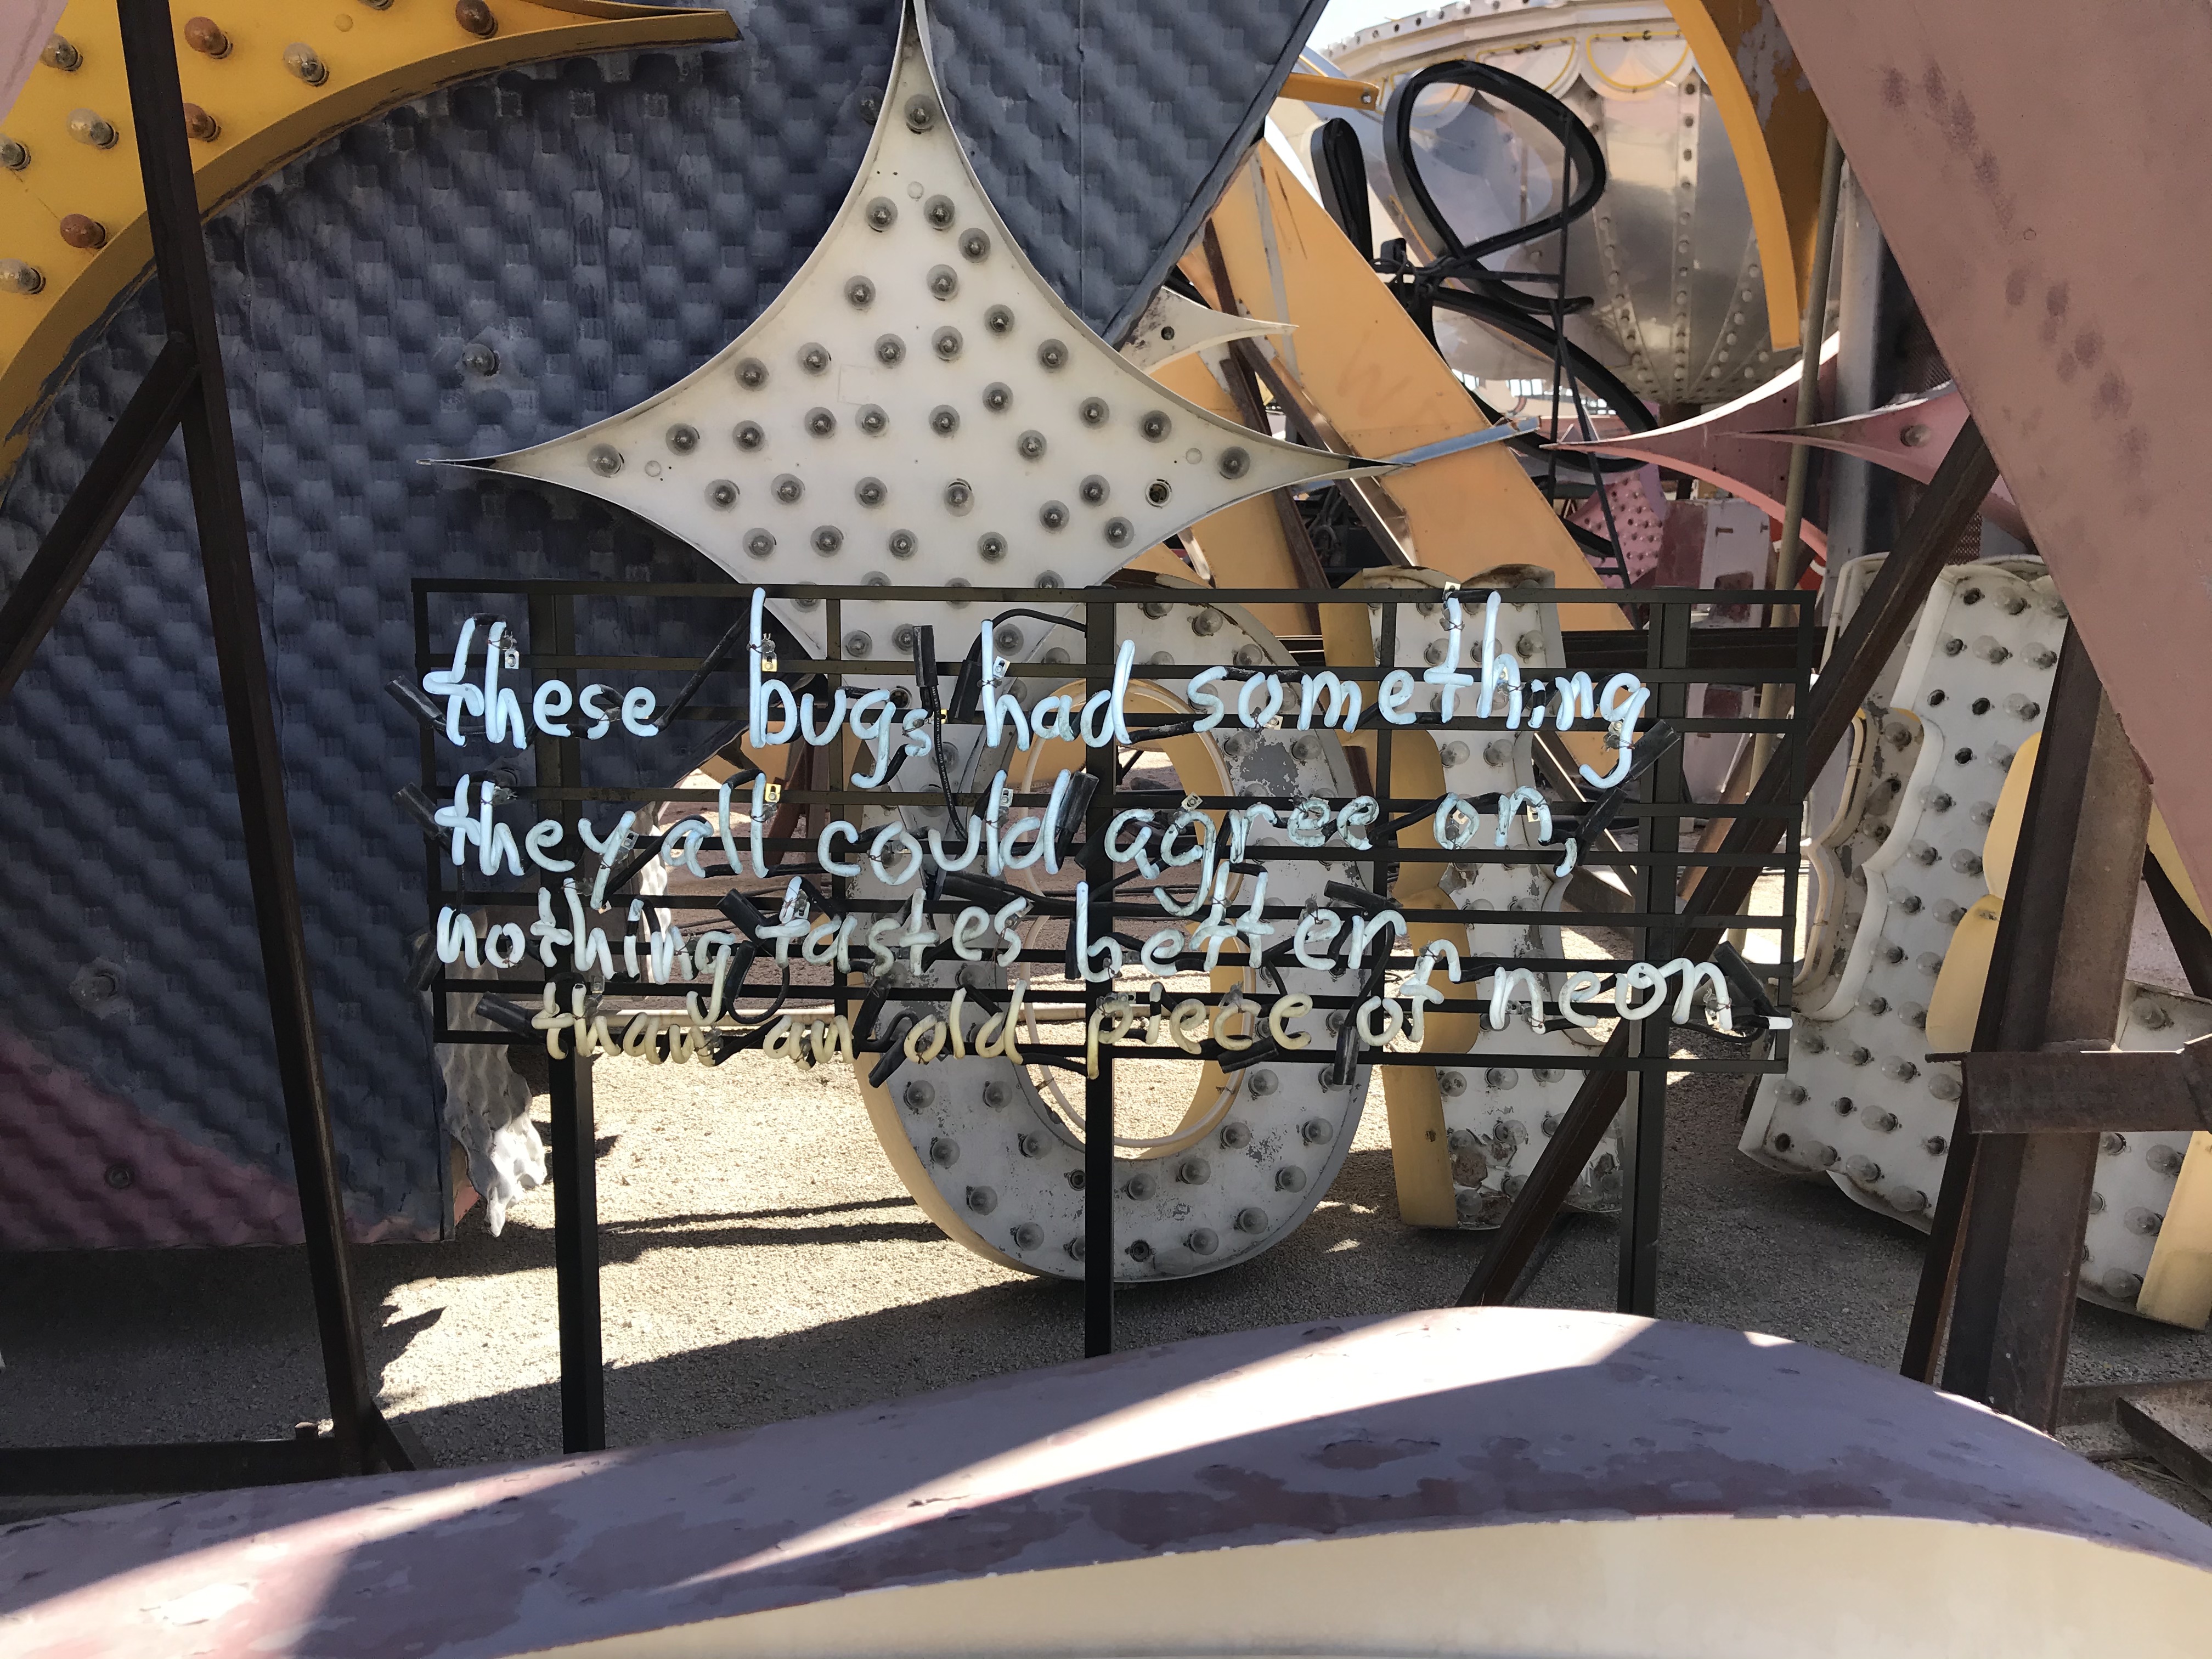 these bugs had something
they all could agree on,
nothing tastes better
than an old piece of neon.